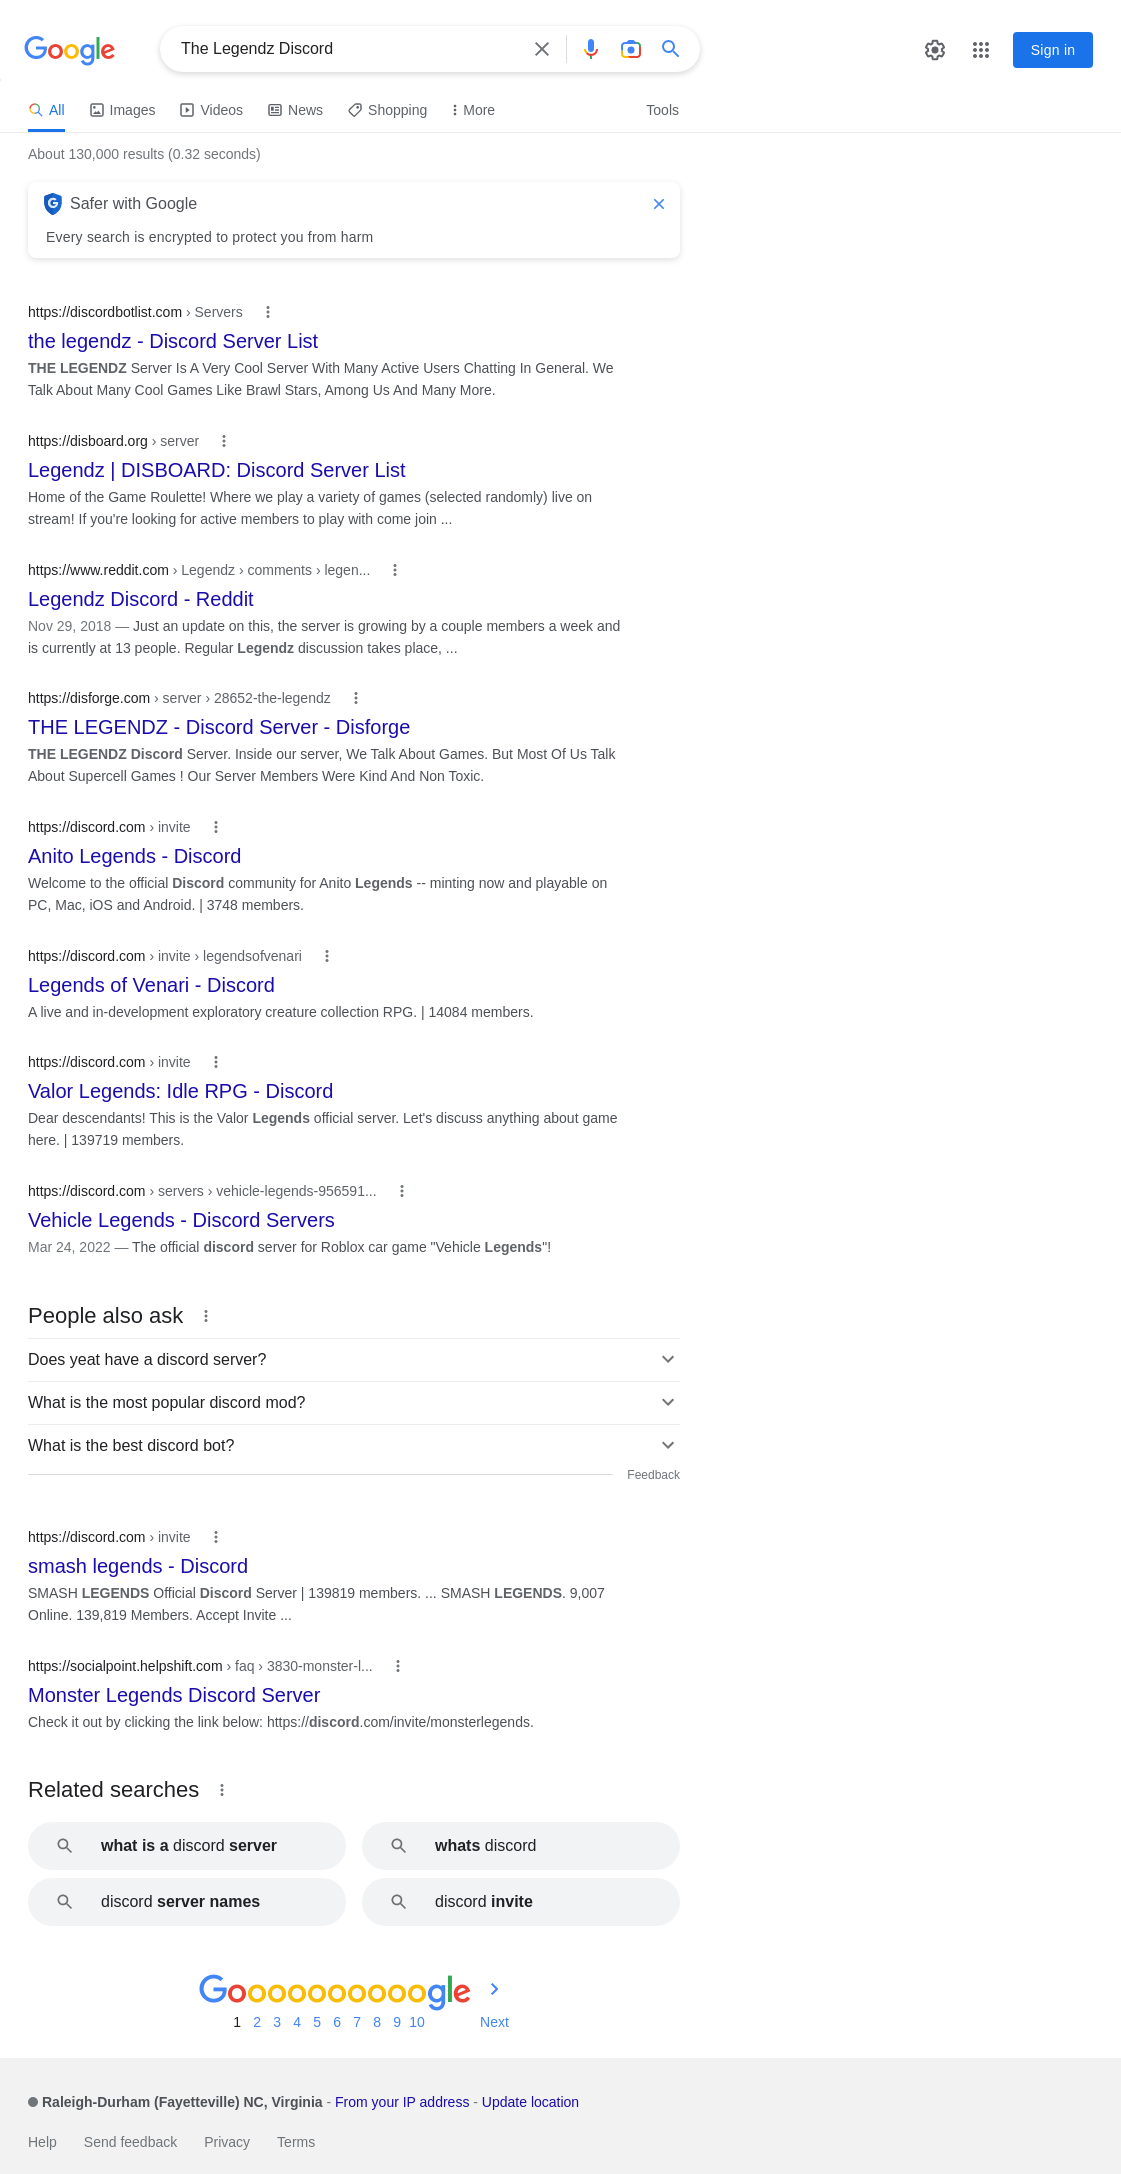 Google
The Legendz Discord
Sign in
All Images Videos News Shopping More Tools
About 130,000 results (0.32 seconds)
Safer with Google
Every search is encrypted to protect you from harm
https://discordbotlist.com › Servers
the legendz - Discord Server List
THE LEGENDZ Server Is A Very Cool Server With Many Active Users Chatting In General. We
Talk About Many Cool Games Like Brawl Stars, Among Us And Many More.
https://disboard.org › server
Legendz | DISBOARD: Discord Server List
Home of the Game Roulette! Where we play a variety of games (selected randomly) live on
stream! If you're looking for active members to play with come join ...
https://www.reddit.com › Legendz › comments › legen...
Legendz Discord - Reddit
Nov 29, 2018 — Just an update on this, the server is growing by a couple members a week and
is currently at 13 people. Regular Legendz discussion takes place, ...
https://disforge.com › server › 28652-the-legendz
THE LEGENDZ - Discord Server - Disforge
THE LEGENDZ Discord Server. Inside our server, We Talk About Games. But Most Of Us Talk
About Supercell Games ! Our Server Members Were Kind And Non Toxic.
https://discord.com › invite
Anito Legends - Discord
Welcome to the official Discord community for Anito Legends -- minting now and playable on
PC, Mac, iOS and Android. | 3748 members.
https://discord.com › invite › legendsofvenari
Legends of Venari - Discord
A live and in-development exploratory creature collection RPG. | 14084 members.
https://discord.com › invite
Valor Legends: Idle RPG - Discord
Dear descendants! This is the Valor Legends official server. Let's discuss anything about game
here. | 139719 members.
https://discord.com › servers › vehicle-legends-956591...
Vehicle Legends - Discord Servers
Mar 24, 2022 — The official discord server for Roblox car game "Vehicle Legends"!
People also ask
Does yeat have a discord server?
What is the most popular discord mod?
What is the best discord bot?
Feedback
https://discord.com › invite
smash legends - Discord
SMASH LEGENDS Official Discord Server | 139819 members. ... SMASH LEGENDS. 9,007
Online. 139,819 Members. Accept Invite ...
https://socialpoint.helpshift.com › faq › 3830-monster-l...
Monster Legends Discord Server
Check it out by clicking the link below: https://discord.com/invite/monsterlegends.
Related searches
what is a discord server
whats discord
discord server names
discord invite
Goooooooooogle
1 2 3 4 5 6 7 8 9 10 Next
Raleigh-Durham (Fayetteville) NC, Virginia - From your IP address - Update location
Help Send feedback Privacy Terms